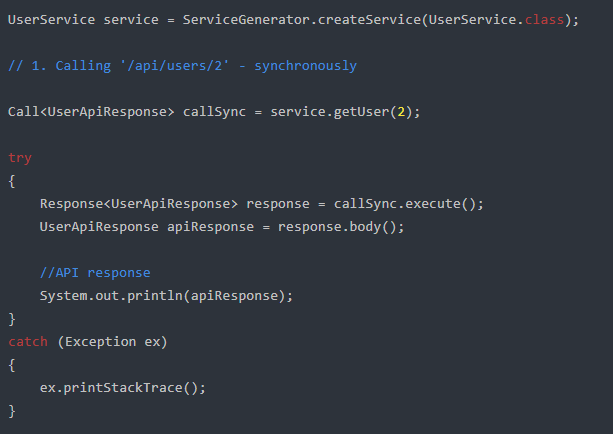 UserService service = ServiceGenerator.createService(UserService.class);
// 1. Calling '/api/users/2' - synchronously
Call<UserApiResponse> callSync = service.getUser(2);
try
{
Response<UserApiResponse> response = callSync.execute();
UserApiResponse apiResponse = response.body();
//API response
System.out.println(apiResponse);
}
catch (Exception ex)
{
ex.printStackTrace();
}